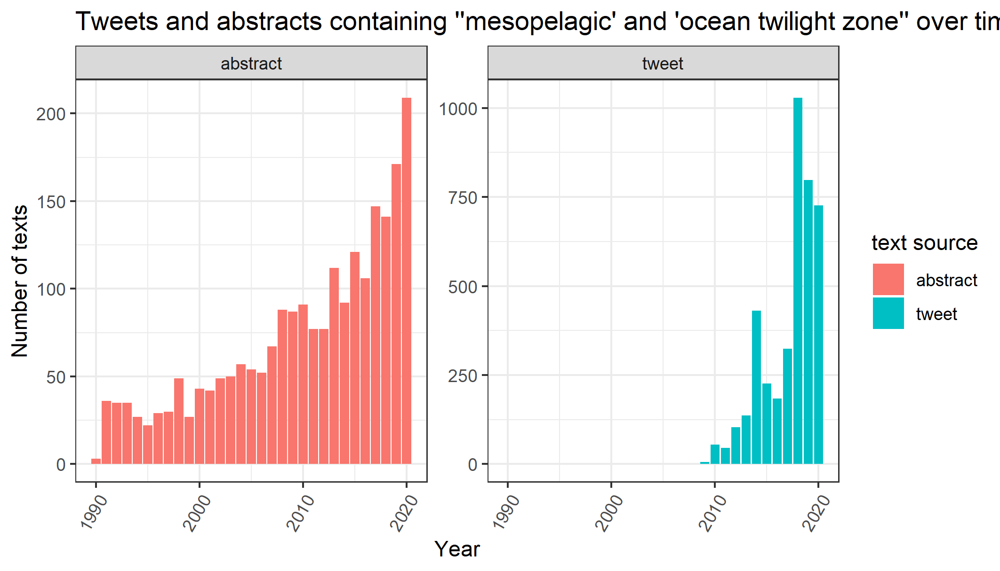 Tweets and abstracts containing "mesopelagic' and 'ocean twilight zone" over tim
abstract
tweet
Number of texts
200
150
100
50
0
1000
750
500
250
0
1990
2000
2010
2020
1990
2000
2010
2020
Year
text source
abstract
tweet